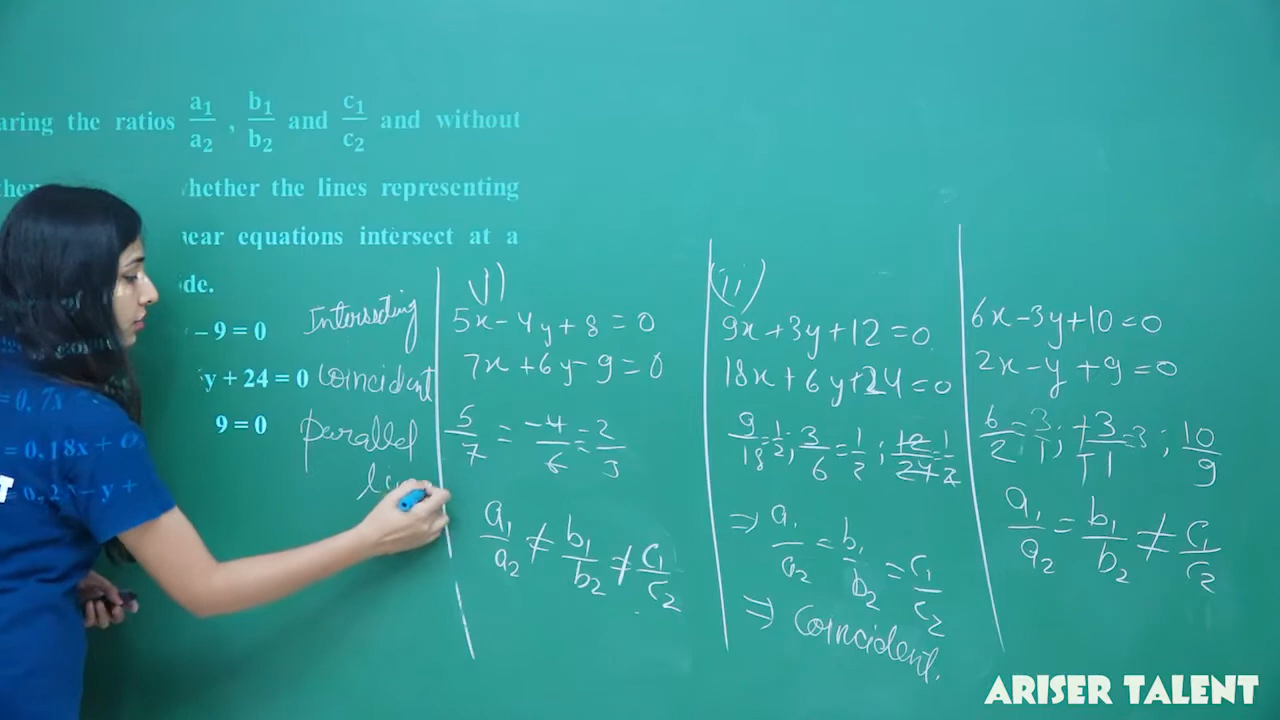 aring the ratios a₁/a₂ , b₁/b₂ and c₁/c₂ and without
whether the lines representing
near equations intersect at a
de.
– 9 = 0
y + 24 = 0
9 = 0
Intersecting
Coincident
parallel
5x - 4y + 8 = 0
7x + 6y - 9 = 0
5/7 = -4/6 = 2/3
a₁/a₂ ≠ b₁/b₂ ≠ c₁/c₂
(ii)
9x + 3y + 12 = 0
18x + 6y + 24 = 0
9/18 = 1/2; 3/6 = 1/2; 12/24 = 1/2
⇒ a₁/a₂ = b₁/b₂ = c₁/c₂
⇒ Coincident.
6x - 3y + 10 = 0
2x - y + 9 = 0
6/2 = 3/1; +3/+1 = 3; 10/9
a₁/a₂ = b₁/b₂ ≠ c₁/c₂
ARISER TALENT